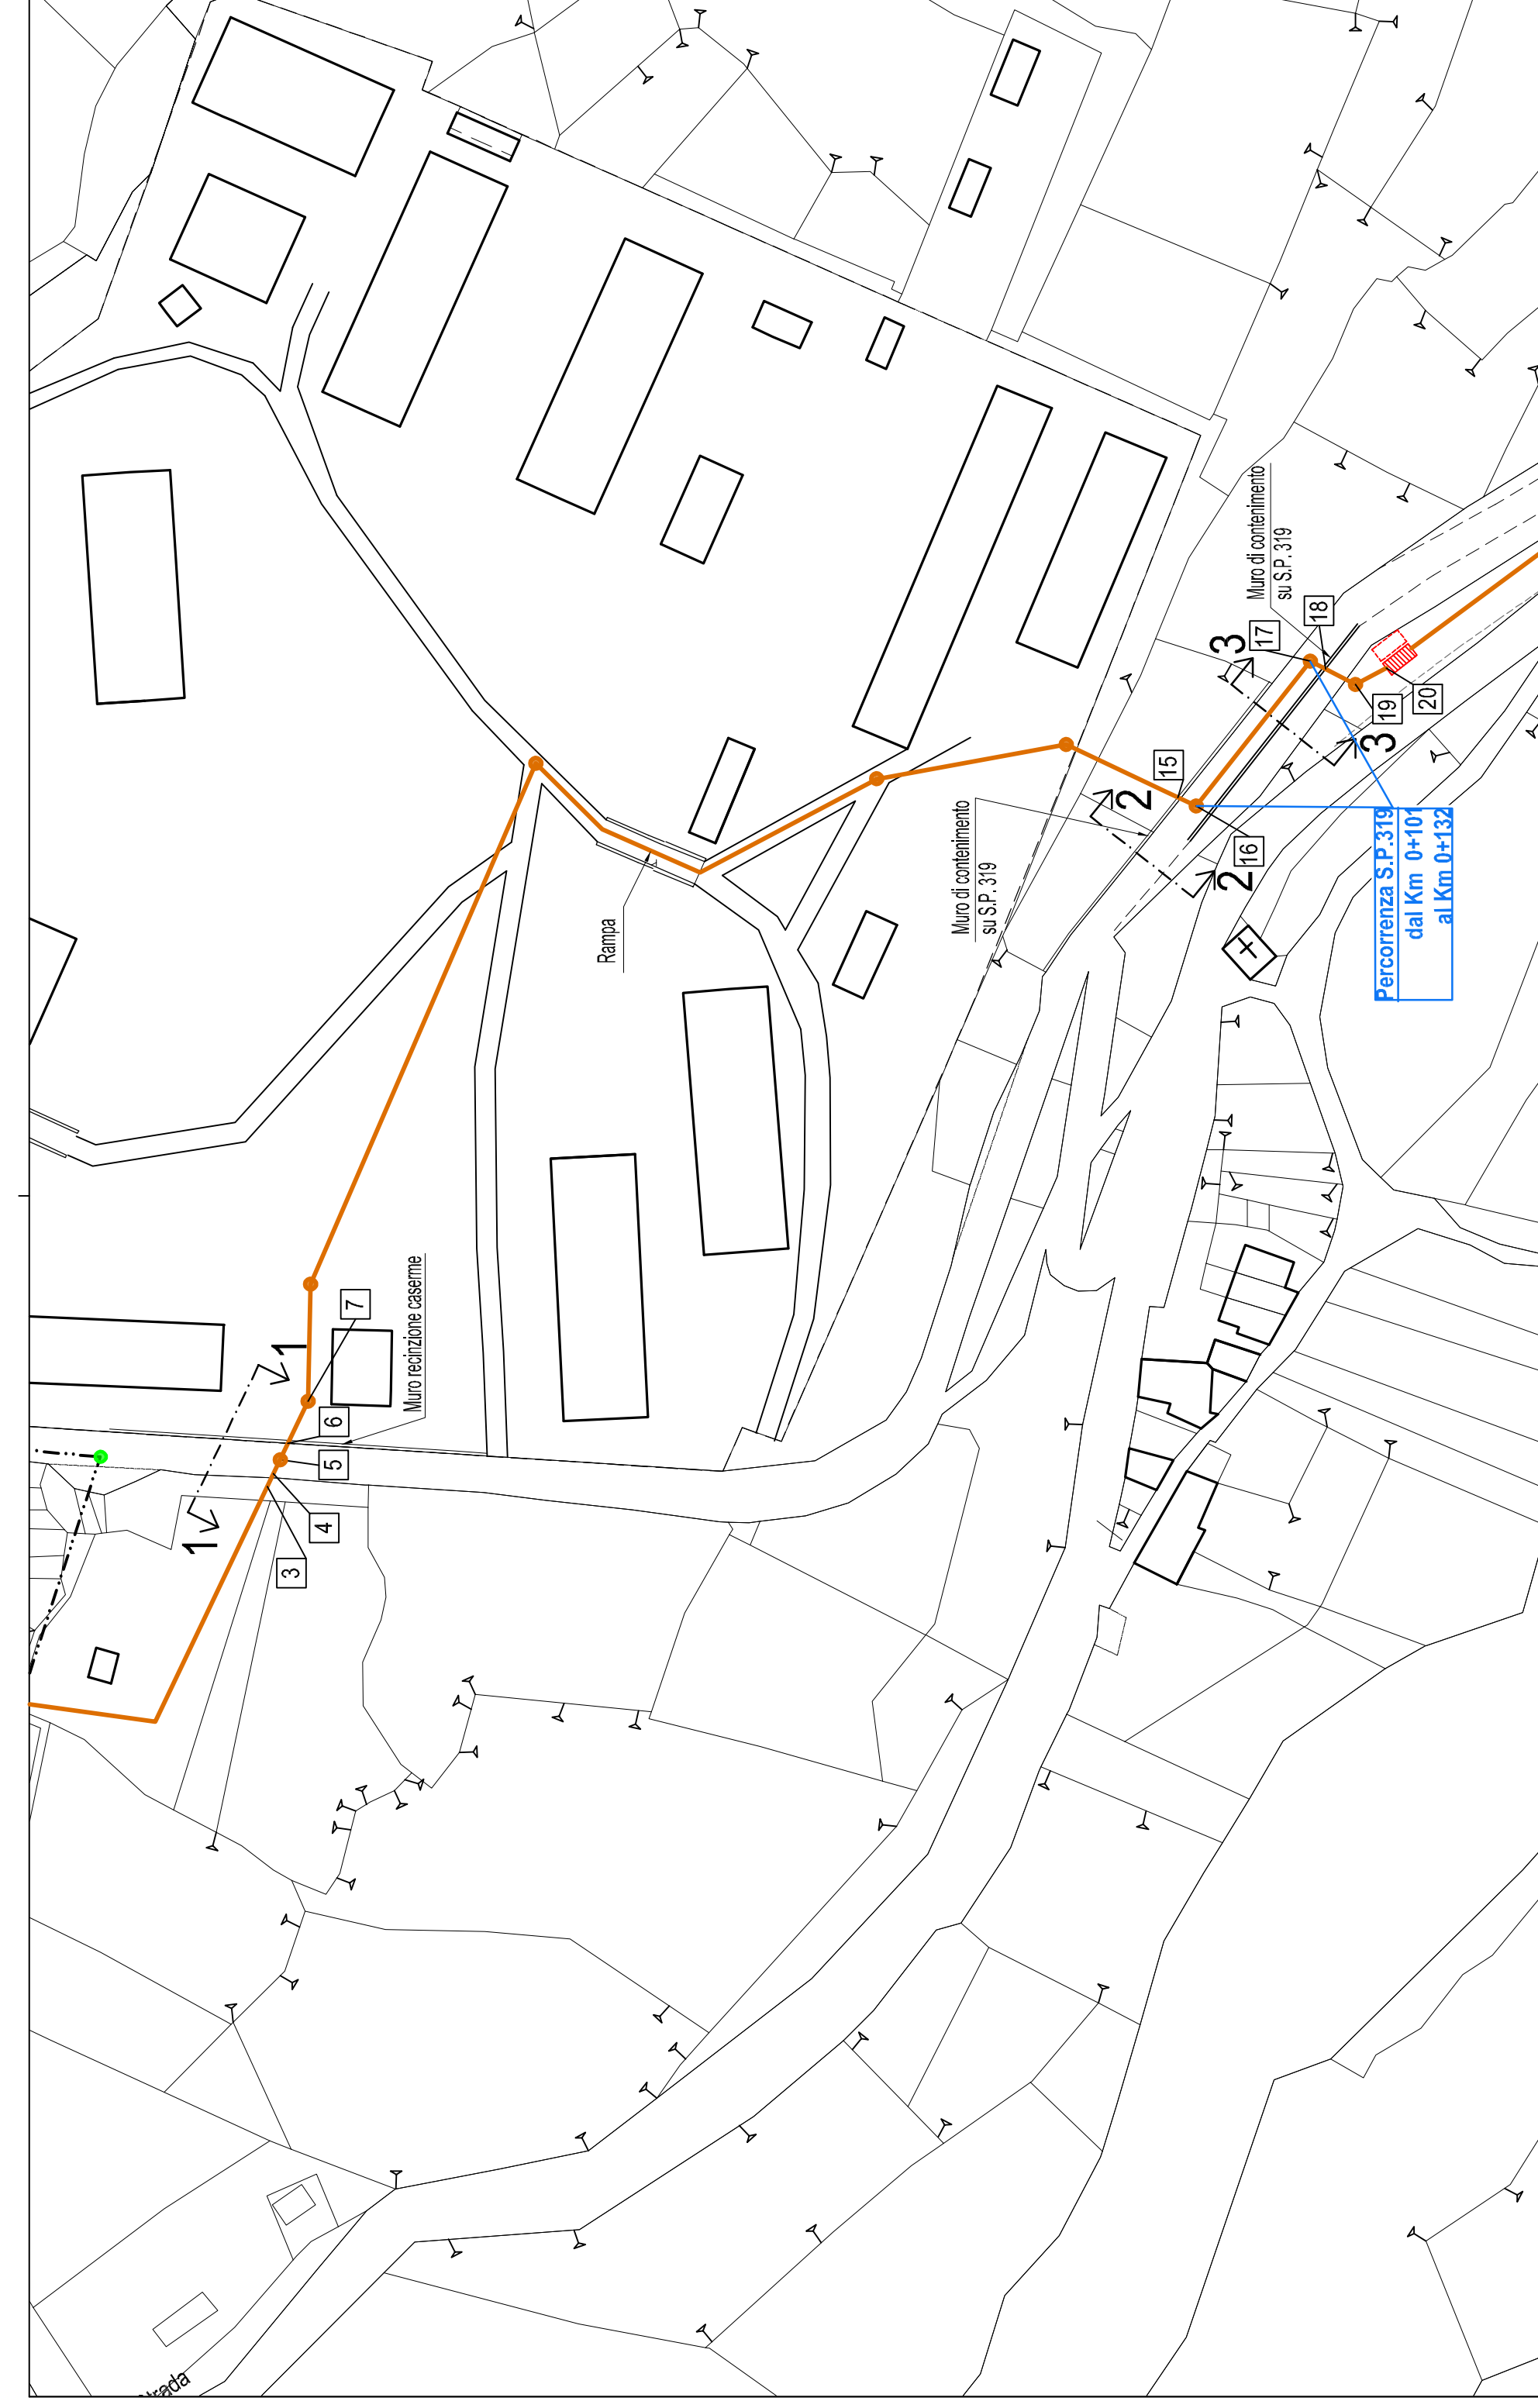 Muro di contenimento
su S.P. 319
3
17
18
15
2
19
3
20
16
2
Muro di contenimento
su S.P. 319
Percorrenza S.P.319
dal Km 0+101
al Km 0+132
Rampa
Muro recinzione caserme
7
1
6
5
4
1
3